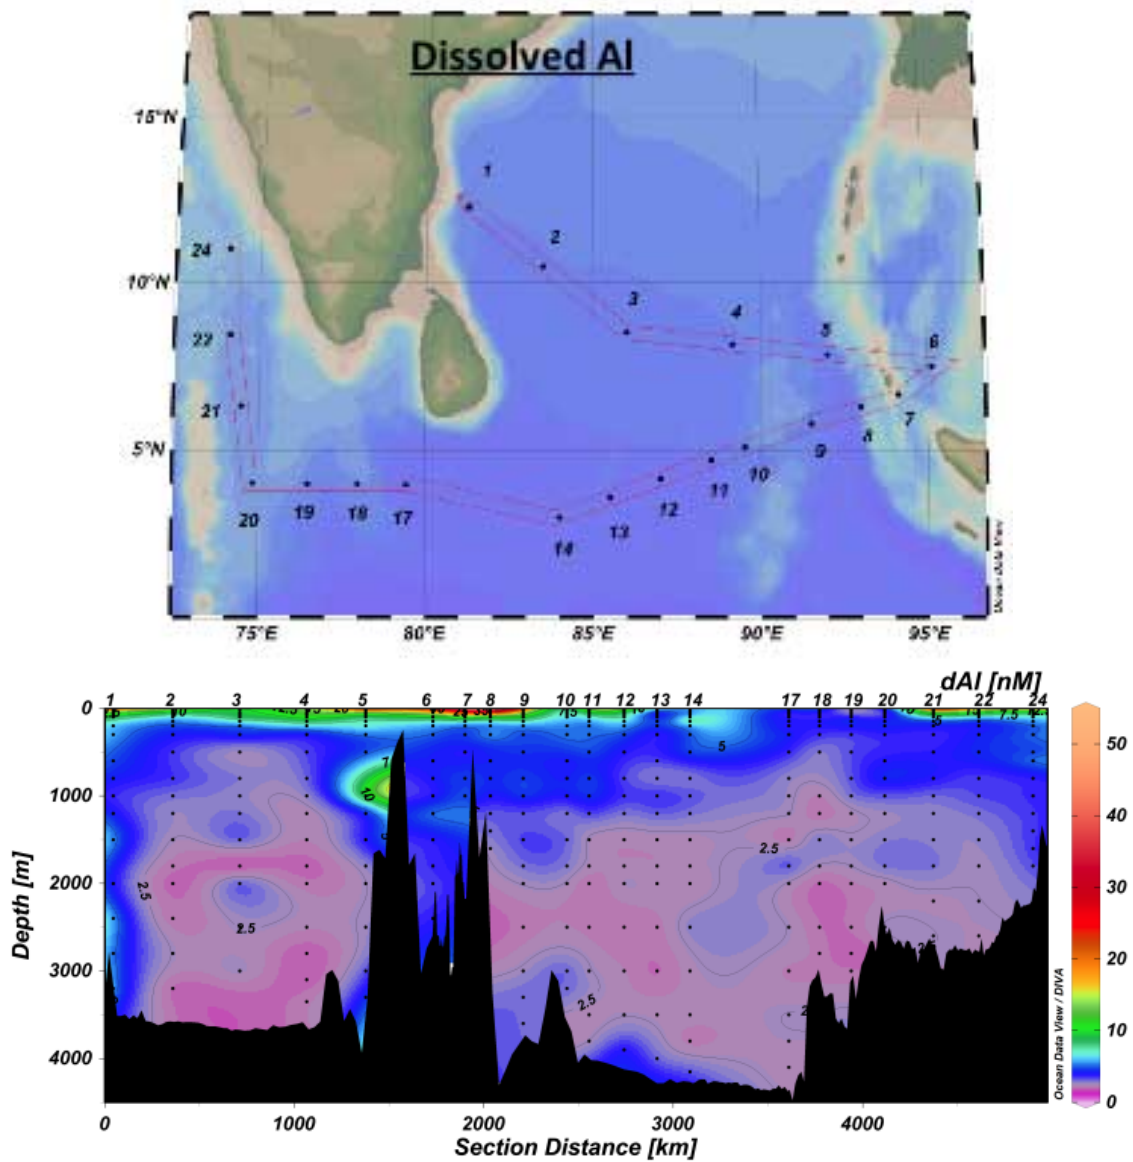 Dissolved Al
15°N
1
24
2
10°N
3
4
22
5
6
21
7
5°N
8
9
10
11
12
20
19
18
17
13
14
75°E
80°E
85°E
90°E
95°E
Ocean Data View
dAl [nM]
1 2 3 4 5 6 7 8 9 10 11 12 13 14 17 18 19 20 21 22 24
0
1000
2000
3000
4000
Depth [m]
7.5
5
10
2.5
2.5
2.5
2.5
50
40
30
20
10
0
Ocean Data View / DIVA
0 1000 2000 3000 4000
Section Distance [km]